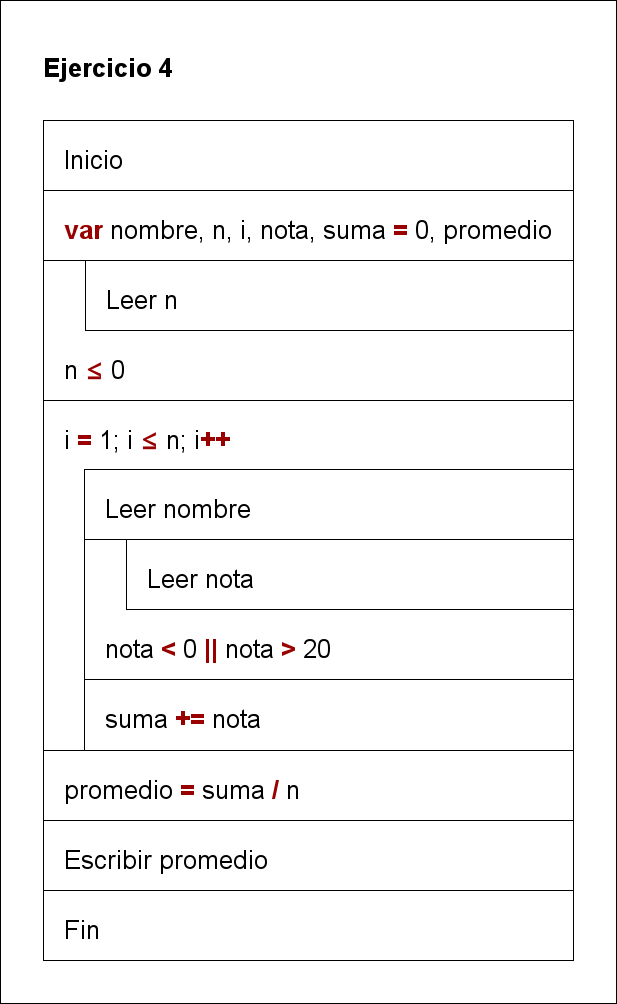 Ejercicio 4
Inicio
var nombre, n, i, nota, suma = 0, promedio
Leer n
n ≤ 0
i = 1; i ≤ n; i++
Leer nombre
Leer nota
nota < 0 || nota > 20
suma += nota
promedio = suma / n
Escribir promedio
Fin